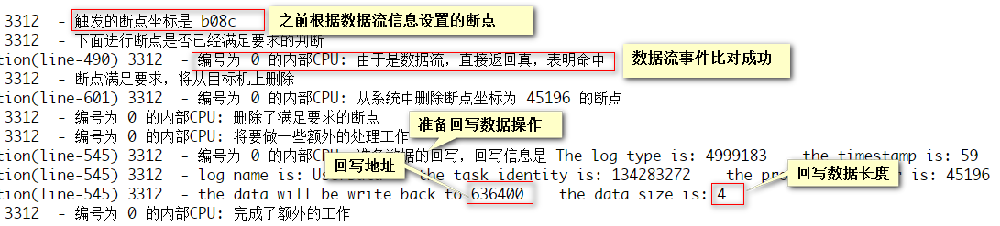 3312 - 触发的断点坐标是 b08c
之前根据数据流信息设置的断点
3312 - 下面进行断点是否已经满足要求的判断
ction(line-490) 3312 - 编号为 0 的内部CPU: 由于是数据流，直接返回真，表明命中
数据流事件比对成功
3312 - 断点满足要求，将从目标机上删除
ction(line-601) 3312 - 编号为 0 的内部CPU: 从系统中删除断点坐标为 45196 的断点
3312 - 编号为 0 的内部CPU: 删除了满足要求的断点
准备回写数据操作
3312 - 编号为 0 的内部CPU: 将要做一些额外的处理工作
ction(line-545) 3312 - 编号为 0 的内部CPU: 准备数据的回写，回写信息是 The log type is: 4999183 the timestamp is: 59
回写地址
回写数据长度
ction(line-545) 3312 - log name is: the task identity is: 134283272 the is: 45196
ction(line-545) 3312 - the data will be write back to 636400 the data size is: 4
3312 - 编号为 0 的内部CPU: 完成了额外的工作